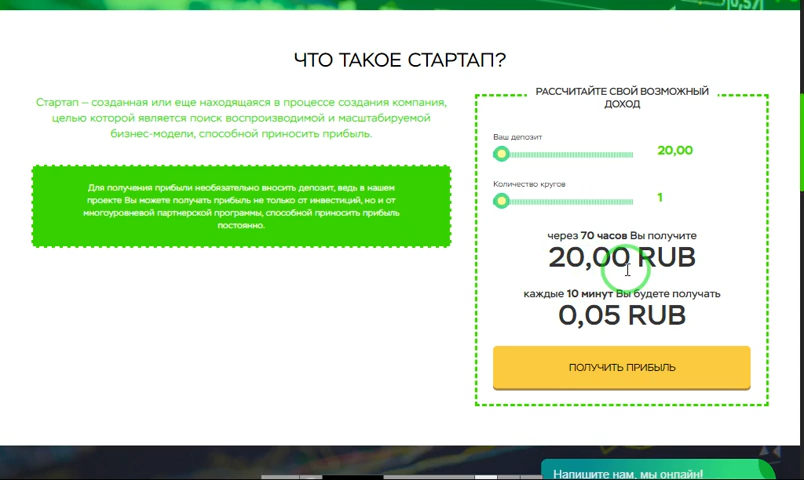 ЧТО ТАКОЕ СТАРТАП?
Стартап – созданная или еще находящаяся в процессе создания компания,
целью которой является поиск воспроизводимой и масштабируемой
бизнес-модели, способной приносить прибыль.
Для получения прибыли необязательно вносить депозит, ведь в нашем
проекте Вы можете получать прибыль не только от инвестиций, но и от
многоуровневой партнерской программы, способной приносить прибыль
постоянно.
РАССЧИТАЙТЕ СВОЙ ВОЗМОЖНЫЙ
ДОХОД
Ваш депозит
20,00
Количество кругов
1
через 70 часов Вы получите
20,00 RUB
каждые 10 минут Вы будете получать
0,05 RUB
ПОЛУЧИТЬ ПРИБЫЛЬ
Напишите нам, мы онлайн!